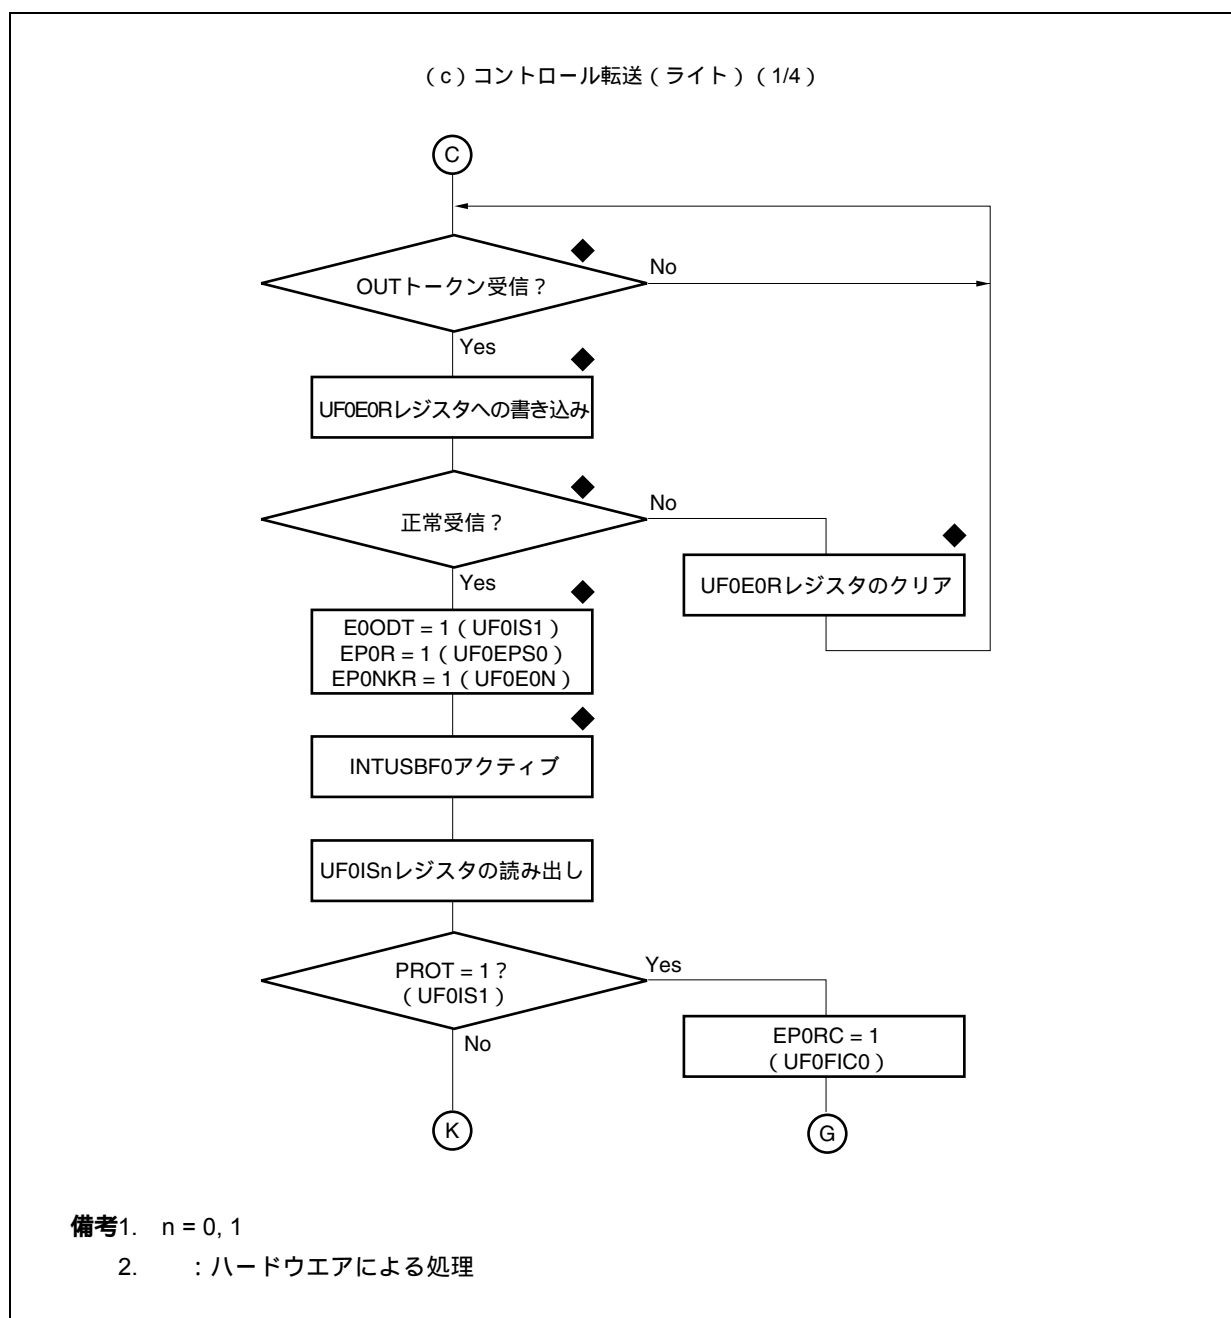 （c）コントロール転送（ライト）（1/4）
C
OUTトークン受信？
No
Yes
UF0E0Rレジスタへの書き込み
正常受信？
No
Yes
UF0E0Rレジスタのクリア
E0ODT = 1（UF0IS1）
EP0R = 1（UF0EPS0）
EP0NKR = 1（UF0E0N）
INTUSBF0アクティブ
UF0ISnレジスタの読み出し
PROT = 1？
（UF0IS1）
Yes
No
EP0RC = 1
（UF0FIC0）
K
G
備考1. n = 0, 1
2. ：ハードウエアによる処理